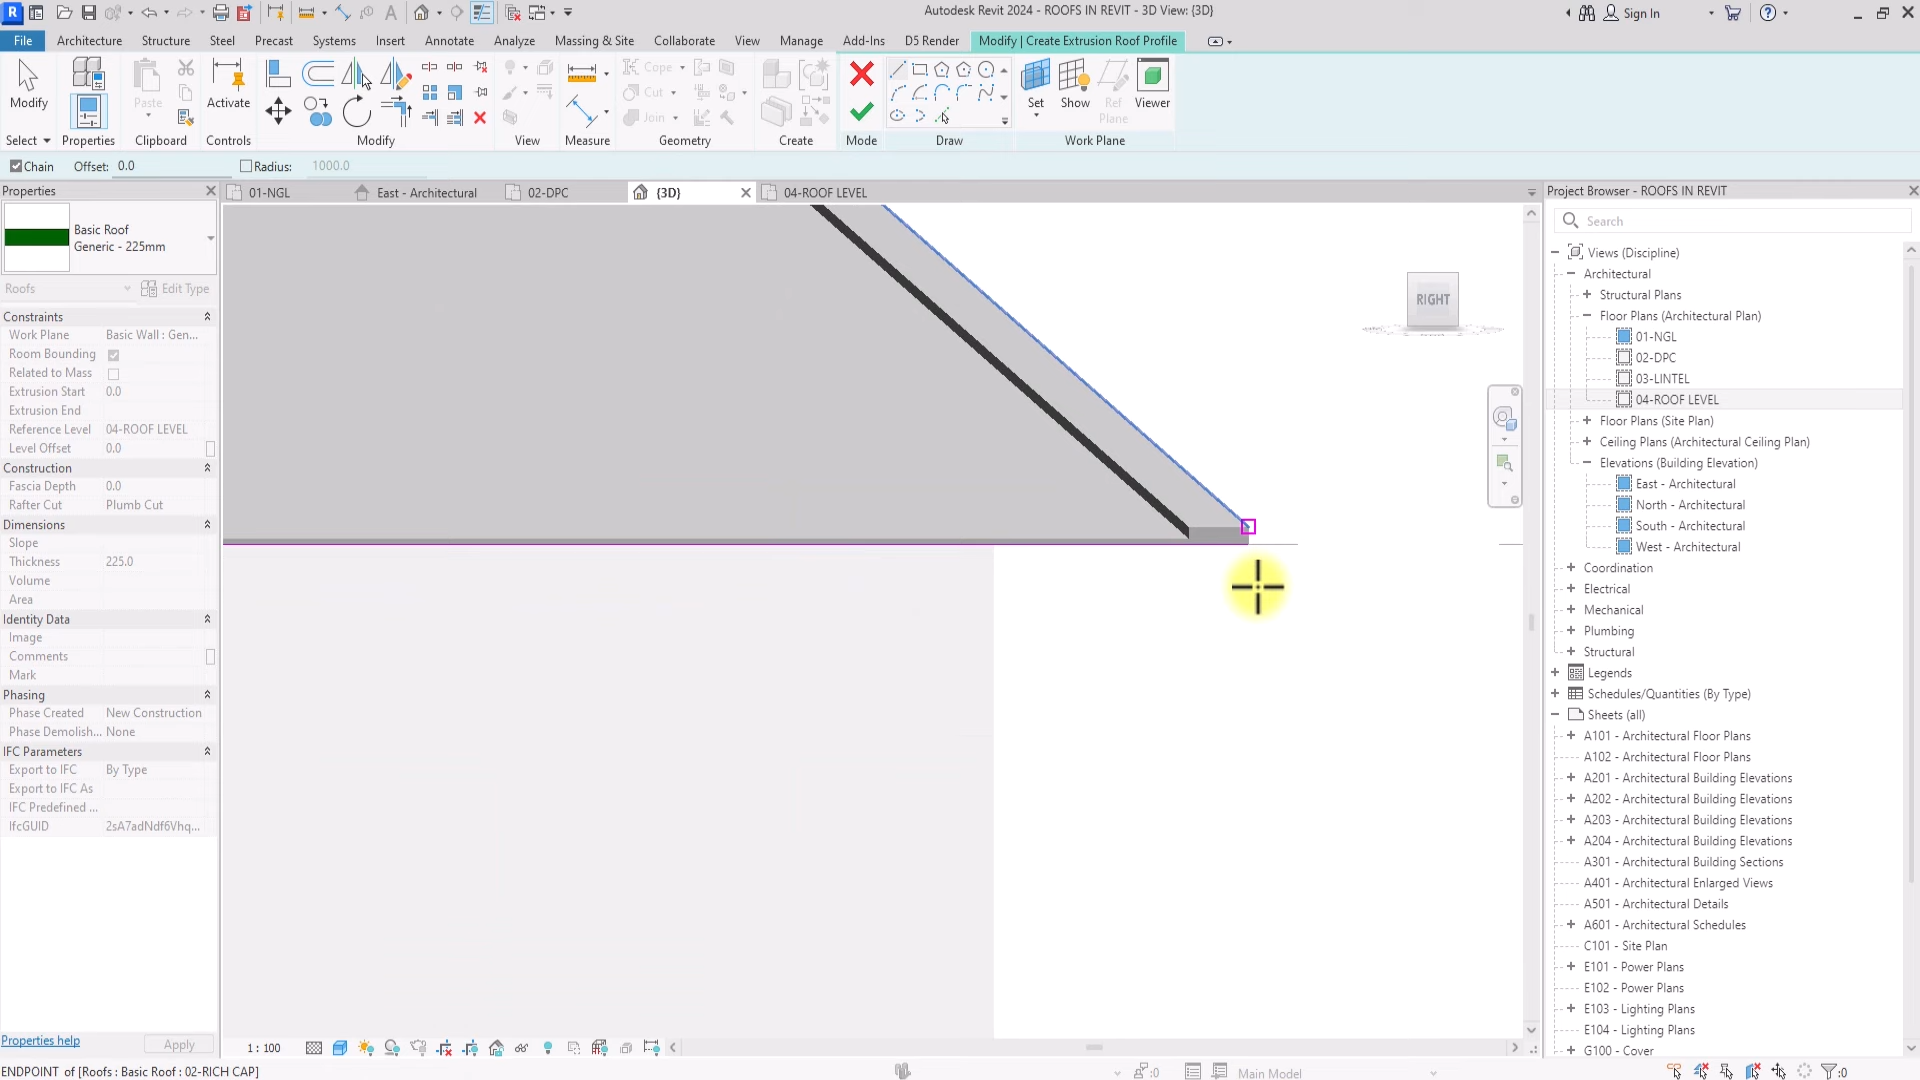 Autodesk Revit 2024 - ROOFS IN REVIT - 3D View: {3D}
Sign In
File Architecture Structure Steel Precast Systems Insert Annotate Analyze Massing & Site Collaborate View Manage Add-Ins D5 Render Modify | Create Extrusion Roof Profile
Cope
Cut
Join
Modify Paste Activate Set Show Ref Plane Viewer
Select Properties Clipboard Controls Modify View Measure Geometry Create Mode Draw Work Plane
Chain Offset: 0.0 Radius: 1000.0
Properties
01-NGL East - Architectural 02-DPC {3D} 04-ROOF LEVEL
Project Browser - ROOFS IN REVIT
Basic Roof
Generic - 225mm
Roofs Edit Type
Constraints
Work Plane Basic Wall : Gen...
Room Bounding
Related to Mass
Extrusion Start 0.0
Extrusion End
Reference Level 04-ROOF LEVEL
Level Offset 0.0
Construction
Fascia Depth 0.0
Rafter Cut Plumb Cut
Dimensions
Slope
Thickness 225.0
Volume
Area
Identity Data
Image
Comments
Mark
Phasing
Phase Created New Construction
Phase Demolish... None
IFC Parameters
Export to IFC By Type
Export to IFC As
IFC Predefined ...
IfcGUID 2sA7adNdf6Vhq...
Properties help Apply
RIGHT
Search
Views (Discipline)
Architectural
Structural Plans
Floor Plans (Architectural Plan)
01-NGL
02-DPC
03-LINTEL
04-ROOF LEVEL
Floor Plans (Site Plan)
Ceiling Plans (Architectural Ceiling Plan)
Elevations (Building Elevation)
East - Architectural
North - Architectural
South - Architectural
West - Architectural
Coordination
Electrical
Mechanical
Plumbing
Structural
Legends
Schedules/Quantities (By Type)
Sheets (all)
A101 - Architectural Floor Plans
A102 - Architectural Floor Plans
A201 - Architectural Building Elevations
A202 - Architectural Building Elevations
A203 - Architectural Building Elevations
A204 - Architectural Building Elevations
A301 - Architectural Building Sections
A401 - Architectural Enlarged Views
A501 - Architectural Details
A601 - Architectural Schedules
C101 - Site Plan
E101 - Power Plans
E102 - Power Plans
E103 - Lighting Plans
E104 - Lighting Plans
G100 - Cover
1 : 100
ENDPOINT of [Roofs : Basic Roof : 02-RICH CAP]
:0 Main Model :0